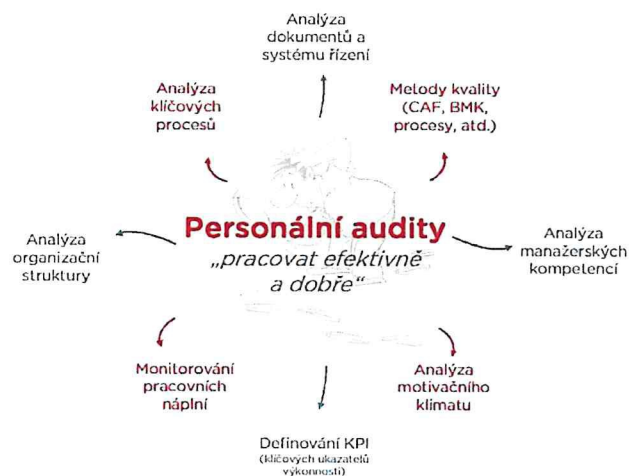 Analýza
dokumentů a
systému řízení
Analýza
klíčových
procesů
Metody kvality
(CAF, BMK,
procesy, atd.)
Personální audity
„pracovat efektivně
a dobře“
Analýza
organizační
struktury
Analýza
manažerských
kompetencí
Monitorování
pracovních
náplní
Analýza
motivačního
klimatu
Definování KPI
(klíčových ukazatelů
výkonnosti)